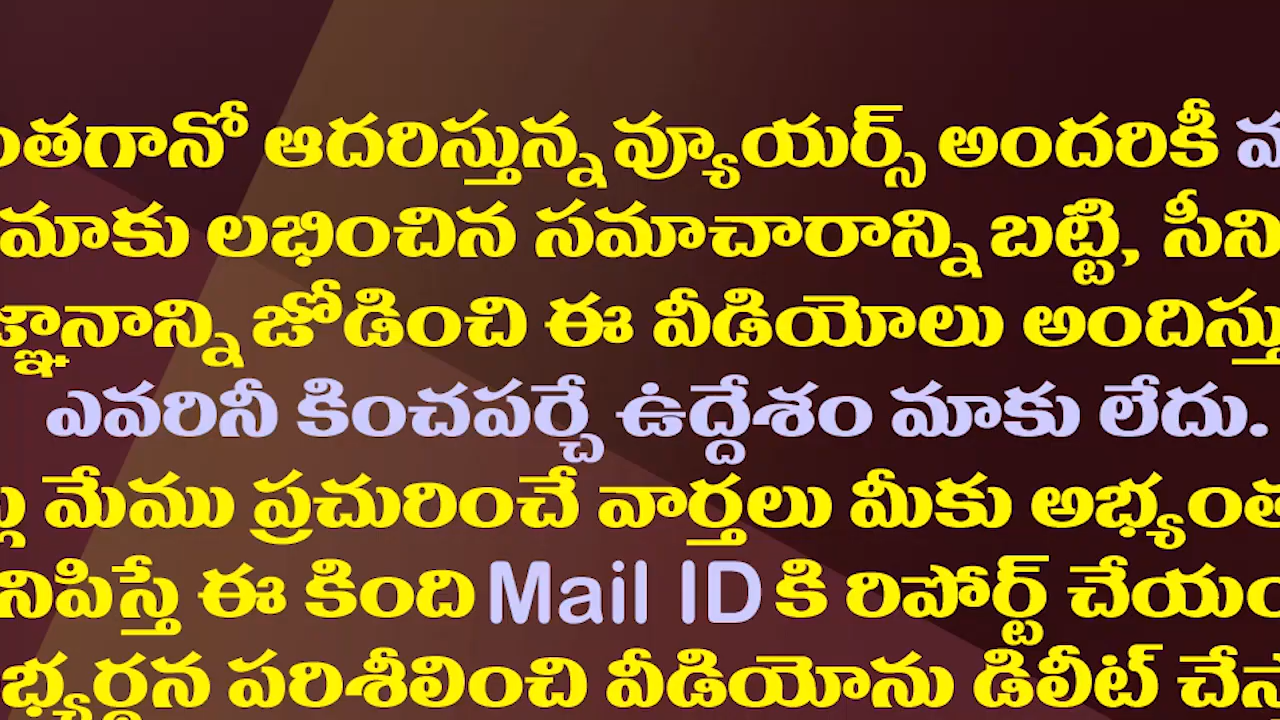 ంతగానో ఆదరిస్తున్న వ్యూయర్స్ అందరికీ
మాకు లభించిన సమాచారాన్ని బట్టి, సీని
జ్ఞానాన్ని జోడించి ఈ వీడియోలు అందిస్తు
ఎవరినీ కించపర్చే ఉద్దేశం మాకు లేదు.
మేము ప్రచురించే వార్తలు మీకు అభ్యంత
నిపిస్తే ఈ కింది Mail ID కి రిపోర్ట్ చేయం
భ్యర్థన పరిశీలించి వీడియోను డిలీట్ చేస